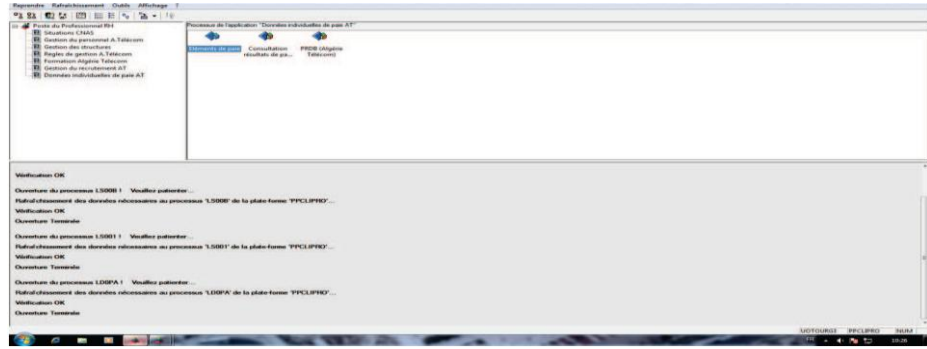 Reprendre Rafraîchissement Outils Affichage ?
Poste du Professionnel RH
Situations CNAS
Gestion du personnel A.Télécom
Gestion des structures
Regles de gestion A.Télécom
Formation Algérie Telecom
Gestion du recrutement AT
Données individuelles de paie AT
Processus de l'application "Données individuelles de paie AT"
Eléments de paie
Consultation
résultats de pa...
PRDB (Algérie
Télécom)
Vérification OK
Ouverture du processus LS00B ! Veuillez patienter...
Rafraîchissement des données nécessaires au processus 'LS00B' de la plate-forme 'PPCLIPRO'...
Vérification OK
Ouverture Terminée
Ouverture du processus LS001 ! Veuillez patienter...
Rafraîchissement des données nécessaires au processus 'LS001' de la plate-forme 'PPCLIPRO'...
Vérification OK
Ouverture Terminée
Ouverture du processus LD0PA ! Veuillez patienter...
Rafraîchissement des données nécessaires au processus 'LD0PA' de la plate-forme 'PPCLIPRO'...
Vérification OK
Ouverture Terminée
UOTOURGI PPCLIPRO NUM
FR 10:26